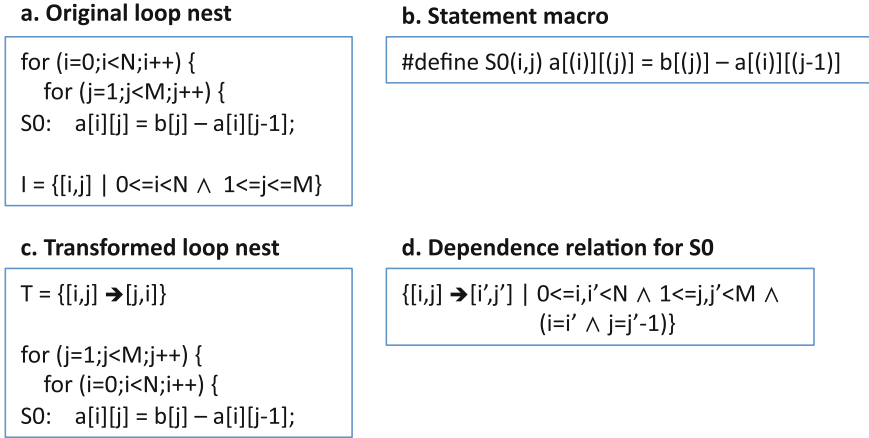 a. Original loop nest
for (i=0;i<N;i++) {
for (j=1;j<M;j++) {
S0: a[i][j] = b[j] – a[i][j-1];
I = {[i,j] | 0<=i<N ∧ 1<=j<=M}
b. Statement macro
#define S0(i,j) a[(i)][(j)] = b[(j)] – a[(i)][(j-1)]
c. Transformed loop nest
T = {[i,j] ➔[j,i]}
for (j=1;j<M;j++) {
for (i=0;i<N;i++) {
S0: a[i][j] = b[j] – a[i][j-1];
d. Dependence relation for S0
{[i,j] ➔[i’,j’] | 0<=i,i’<N ∧ 1<=j,j’<M ∧
(i=i’ ∧ j=j’-1)}